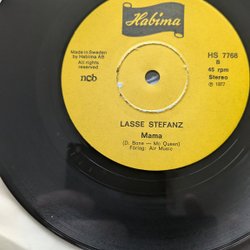 Habima
Made in Sweden
by Habima AB
All rights
reserved
ncb
HS 7766
B
45 rpm
Stereo
℗ 1977
LASSE STEFANZ
Mama
(D. Bone — Mc Queen)
Förlag: Air Music